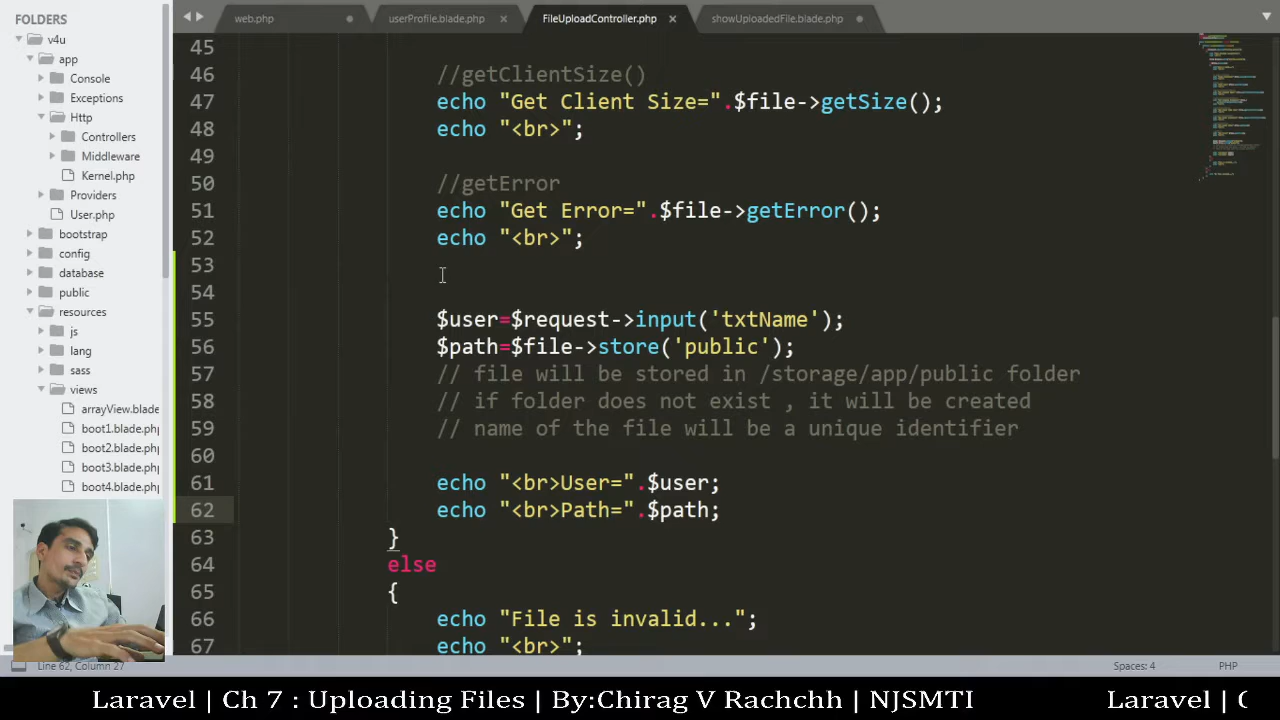 FOLDERS
v4u
app
Console
Exceptions
Http
Controllers
Middleware
Kernel.php
Providers
User.php
bootstrap
config
database
public
resources
js
lang
sass
views
arrayView.blade
boot1.blade.php
boot2.blade.php
boot3.blade.php
boot4.blade.php
web.php
userProfile.blade.php
FileUploadController.php
showUploadedFile.blade.php
45
46 //getClientSize()
47 echo "Get Client Size=".$file->getSize();
48 echo "<br>";
49
50 //getError
51 echo "Get Error=".$file->getError();
52 echo "<br>";
53
54
55 $user=$request->input('txtName');
56 $path=$file->store('public');
57 // file will be stored in /storage/app/public folder
58 // if folder does not exist , it will be created
59 // name of the file will be a unique identifier
60
61 echo "<br>User=".$user;
62 echo "<br>Path=".$path;
63 }
64 else
65 {
66 echo "File is invalid...";
67 echo "<br>";
Line 62, Column 27
Spaces: 4
PHP
Laravel | Ch 7 : Uploading Files | By:Chirag V Rachchh | NJSMTI
Laravel | C